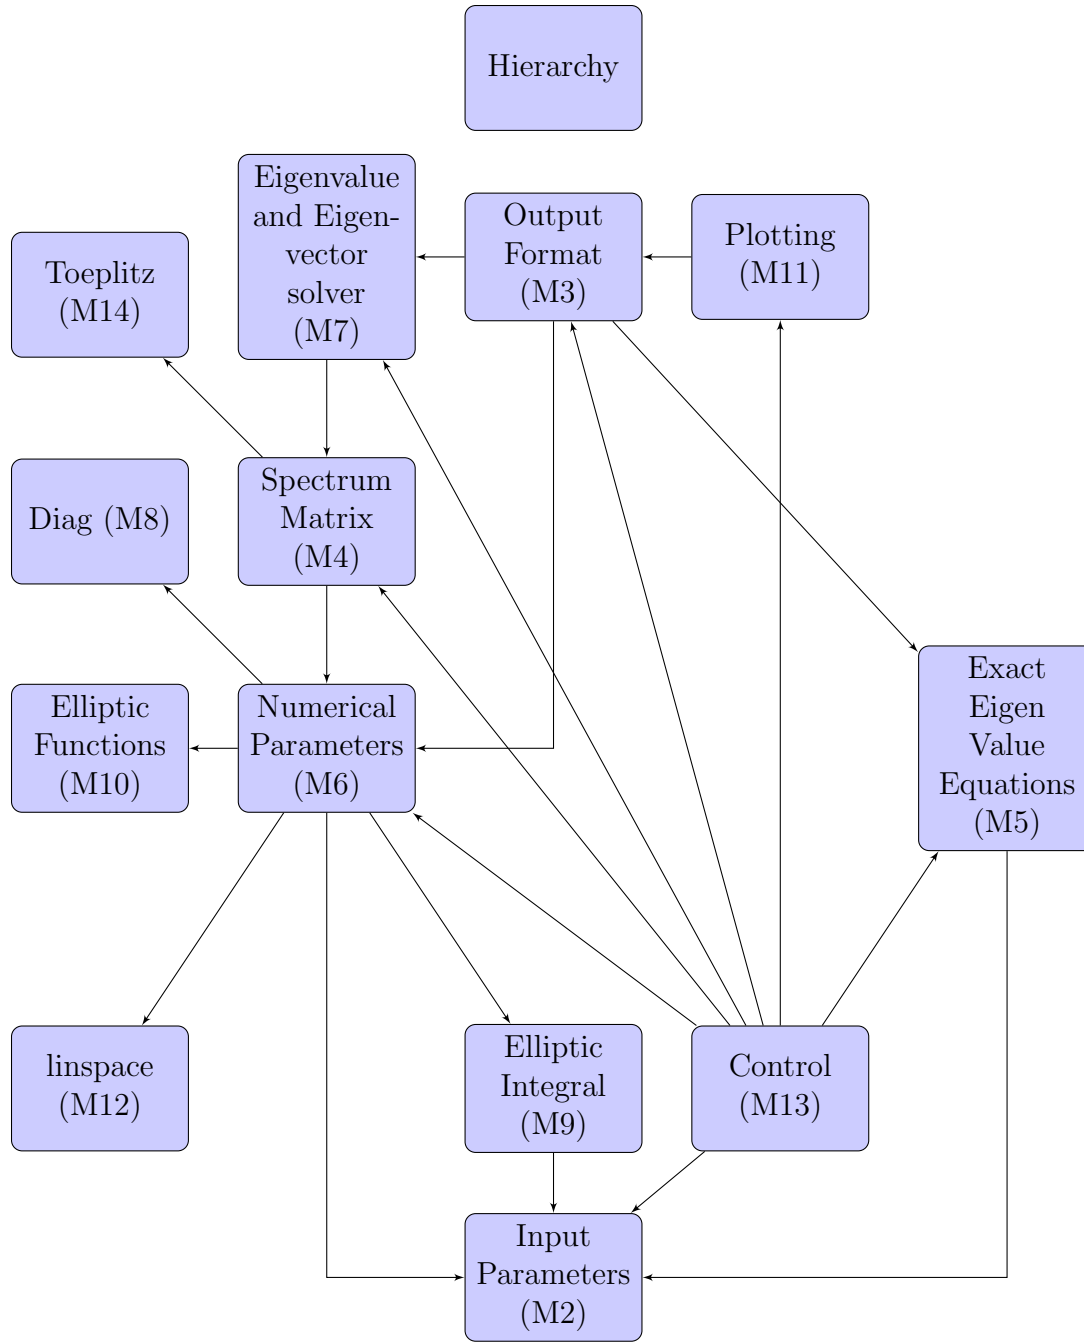 Hierarchy
Eigenvalue
and Eigen-
vector
solver
(M7)
Output
Format
(M3)
Plotting
(M11)
Toeplitz
(M14)
Spectrum
Matrix
(M4)
Diag (M8)
Exact
Eigen
Value
Equations
(M5)
Elliptic
Functions
(M10)
Numerical
Parameters
(M6)
linspace
(M12)
Elliptic
Integral
(M9)
Control
(M13)
Input
Parameters
(M2)